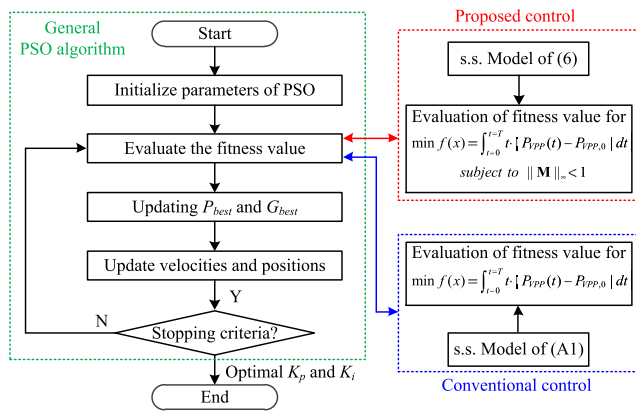 General
PSO algorithm
Start
Initialize parameters of PSO
Evaluate the fitness value
Updating P_best and G_best
Update velocities and positions
Y
N
Stopping criteria?
Optimal K_p and K_i
End
Proposed control
s.s. Model of (6)
Evaluation of fitness value for
min f(x) = ∫_{t=0}^{t=T} t·¦ P_VPP(t) − P_VPP,0 | dt
subject to ‖ M ‖_∞ < 1
Evaluation of fitness value for
min f(x) = ∫_{t=0}^{t=T} t·¦ P_VPP(t) − P_VPP,0 | dt
s.s. Model of (A1)
Conventional control